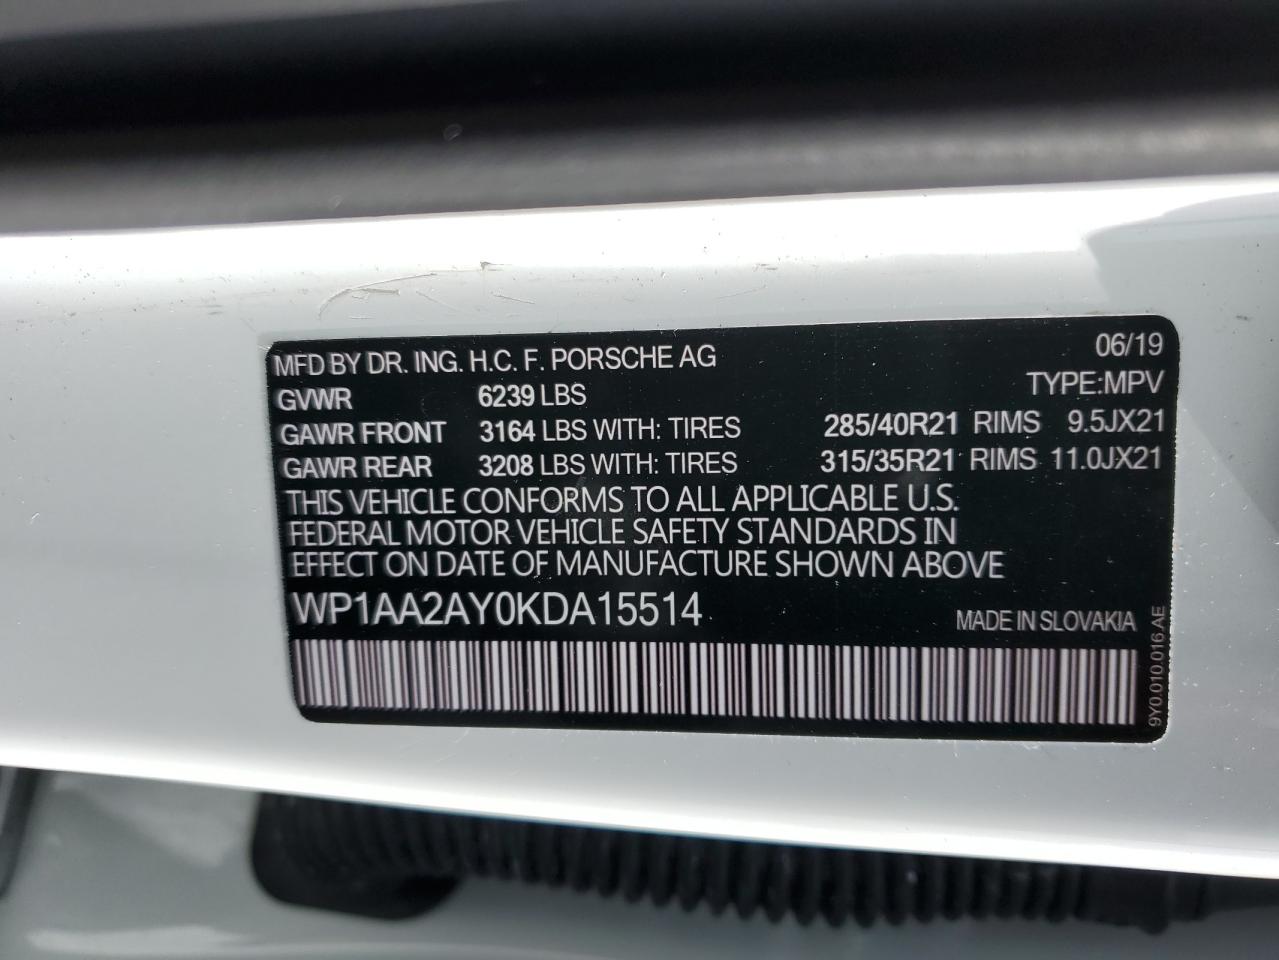 MFD BY DR. ING. H.C. F. PORSCHE AG 06/19
TYPE:MPV
GVWR 6239 LBS
GAWR FRONT 3164 LBS WITH: TIRES 285/40R21 RIMS 9.5JX21
GAWR REAR 3208 LBS WITH: TIRES 315/35R21 RIMS 11.0JX21
THIS VEHICLE CONFORMS TO ALL APPLICABLE U.S.
FEDERAL MOTOR VEHICLE SAFETY STANDARDS IN
EFFECT ON DATE OF MANUFACTURE SHOWN ABOVE
WP1AA2AY0KDA15514 MADE IN SLOVAKIA
9Y0.010.016.AE